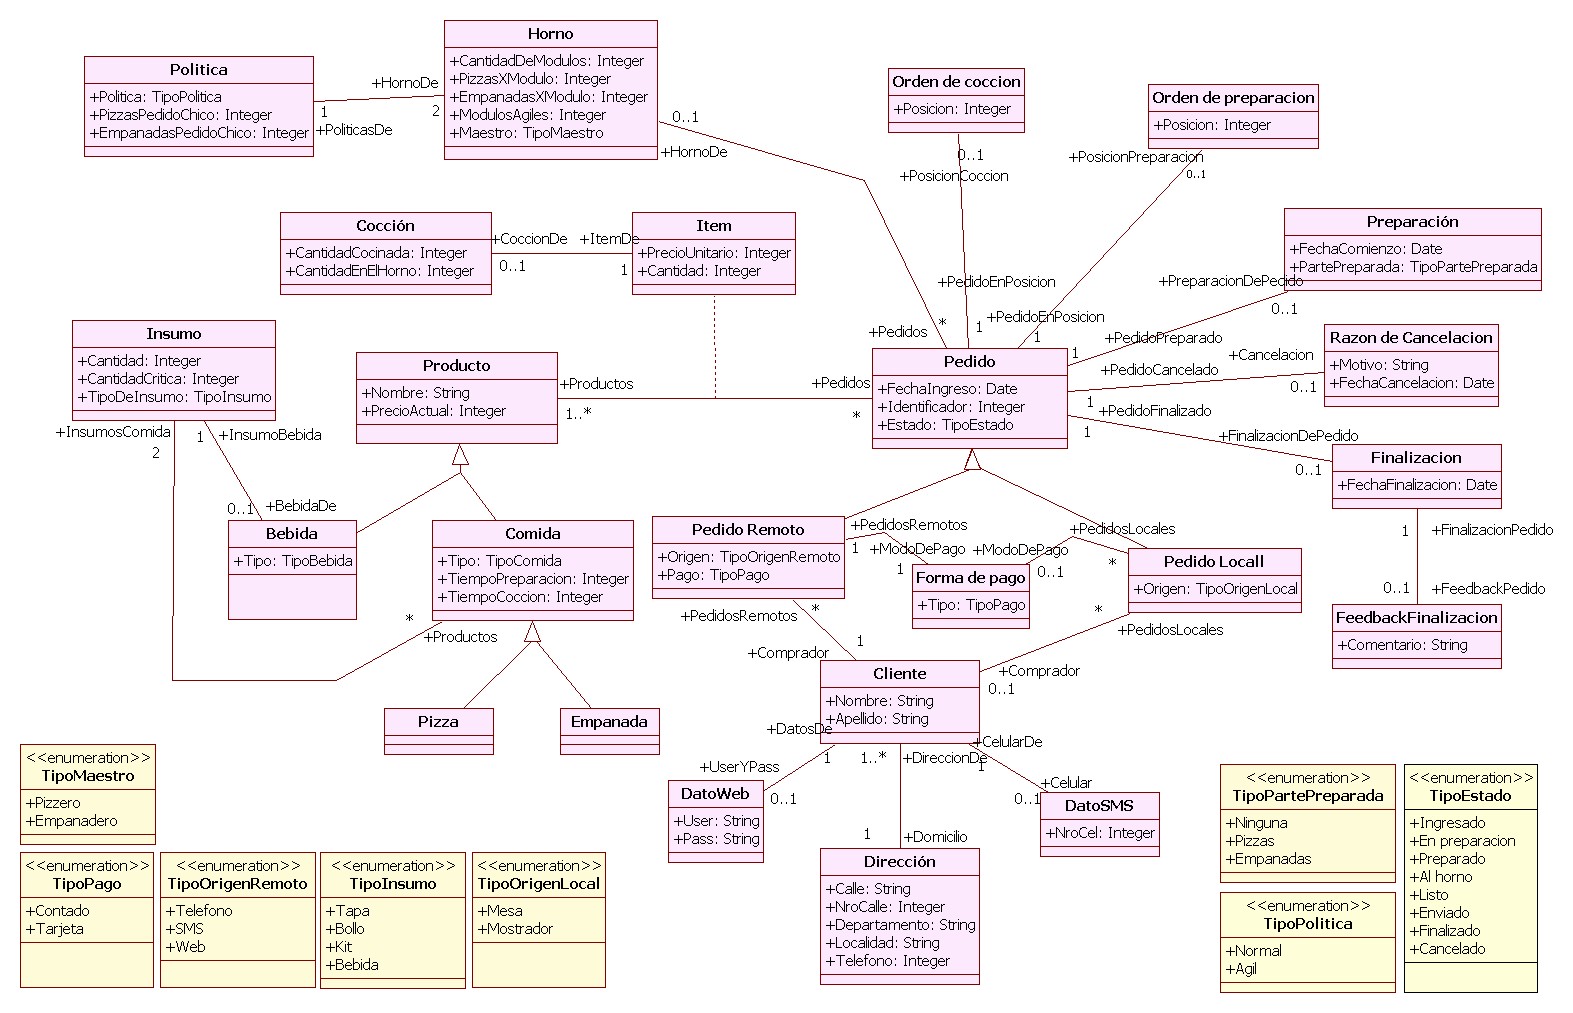 Horno
+CantidadDeModulos: Integer
+PizzasXModulo: Integer
+EmpanadasXModulo: Integer
+ModulosAgiles: Integer
+Maestro: TipoMaestro
Politica
+Politica: TipoPolitica
+PizzasPedidoChico: Integer
+EmpanadasPedidoChico: Integer
+HornoDe
2
1
+PoliticasDe
0..1
+HornoDe
Orden de coccion
+Posicion: Integer
0..1
+PosicionCoccion
Orden de preparacion
+Posicion: Integer
+PosicionPreparacion
0..1
Cocción
+CantidadCocinada: Integer
+CantidadEnElHorno: Integer
+CoccionDe
0..1
+ItemDe
1
Item
+PrecioUnitario: Integer
+Cantidad: Integer
Preparación
+FechaComienzo: Date
+PartePreparada: TipoPartePreparada
+PreparacionDePedido
0..1
+PedidoEnPosicion
1
+PedidoEnPosicion
1
+Pedidos
*
+PedidoPreparado
1
Insumo
+Cantidad: Integer
+CantidadCritica: Integer
+TipoDeInsumo: TipoInsumo
Producto
+Nombre: String
+PrecioActual: Integer
+Productos
1..*
+Pedidos
*
Pedido
+FechaIngreso: Date
+Identificador: Integer
+Estado: TipoEstado
Razon de Cancelacion
+Motivo: String
+FechaCancelacion: Date
+Cancelacion
0..1
+PedidoCancelado
1
+PedidoFinalizado
1
+FinalizacionDePedido
0..1
Finalizacion
+FechaFinalizacion: Date
+InsumosComida
2
1
+InsumoBebida
0..1
+BebidaDe
Bebida
+Tipo: TipoBebida
Comida
+Tipo: TipoComida
+TiempoPreparacion: Integer
+TiempoCoccion: Integer
*
+Productos
Pedido Remoto
+Origen: TipoOrigenRemoto
+Pago: TipoPago
+PedidosRemotos
1
+ModoDePago
1
+ModoDePago
0..1
+PedidosLocales
*
Forma de pago
+Tipo: TipoPago
Pedido Locall
+Origen: TipoOrigenLocal
1
+FinalizacionPedido
0..1
+FeedbackPedido
FeedbackFinalizacion
+Comentario: String
+PedidosRemotos
*
+Comprador
1
*
+PedidosLocales
+Comprador
0..1
Cliente
+Nombre: String
+Apellido: String
Pizza
Empanada
+DatosDe
1
+UserYPass
0..1
1..*
+DireccionDe
+CelularDe
1
+Celular
0..1
DatoWeb
+User: String
+Pass: String
DatoSMS
+NroCel: Integer
1
+Domicilio
Dirección
+Calle: String
+NroCalle: Integer
+Departamento: String
+Localidad: String
+Telefono: Integer
<<enumeration>>
TipoMaestro
+Pizzero
+Empanadero
<<enumeration>>
TipoPago
+Contado
+Tarjeta
<<enumeration>>
TipoOrigenRemoto
+Telefono
+SMS
+Web
<<enumeration>>
TipoInsumo
+Tapa
+Bollo
+Kit
+Bebida
<<enumeration>>
TipoOrigenLocal
+Mesa
+Mostrador
<<enumeration>>
TipoPartePreparada
+Ninguna
+Pizzas
+Empanadas
<<enumeration>>
TipoPolitica
+Normal
+Agil
<<enumeration>>
TipoEstado
+Ingresado
+En preparacion
+Preparado
+Al horno
+Listo
+Enviado
+Finalizado
+Cancelado